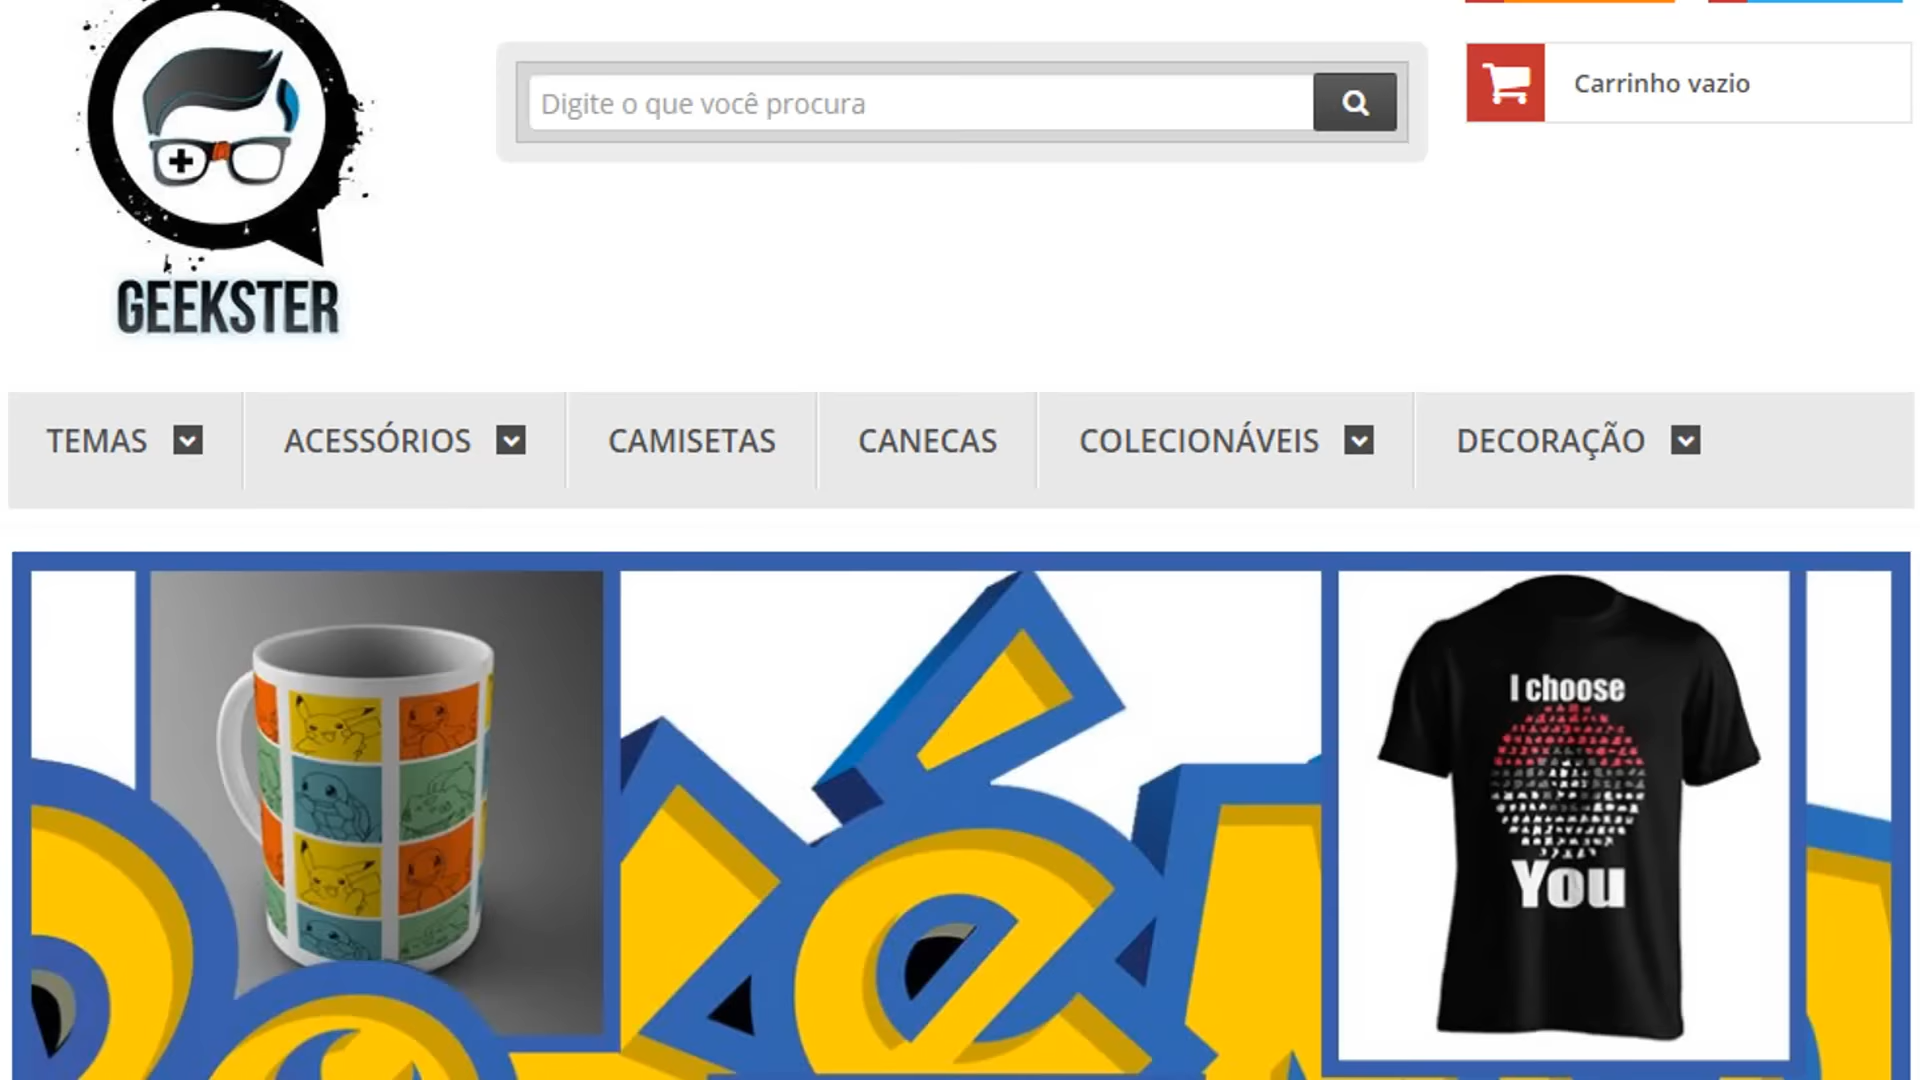 Digite o que você procura
Carrinho vazio
GEEKSTER
TEMAS
ACESSÓRIOS
CAMISETAS
CANECAS
COLECIONÁVEIS
DECORAÇÃO
I choose
You